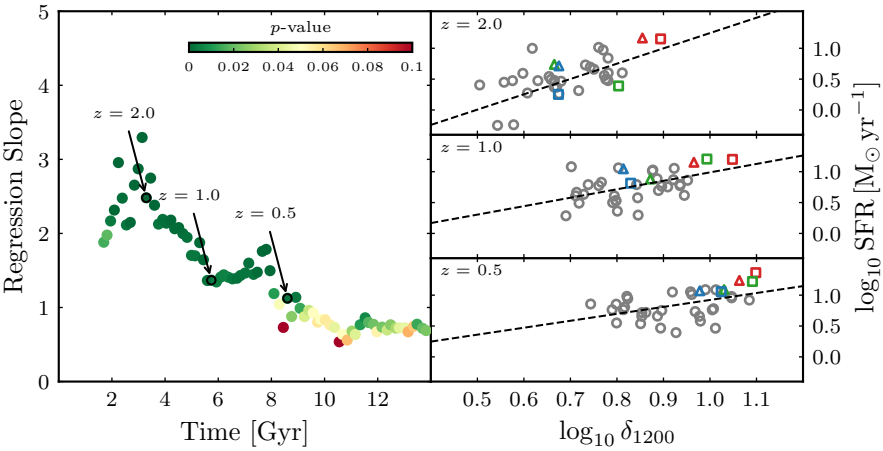 p-value
0 0.02 0.04 0.06 0.08 0.1
z = 2.0
z = 1.0
z = 0.5
5
4
3
2
1
0
Regression Slope
2 4 6 8 10 12
Time [Gyr]
z = 2.0
1.0
0.5
0.0
z = 1.0
1.0
0.5
0.0
z = 0.5
1.0
0.5
0.0
log₁₀ SFR [M⊙ yr⁻¹]
0.5 0.6 0.7 0.8 0.9 1.0 1.1
log₁₀ δ₁₂₀₀